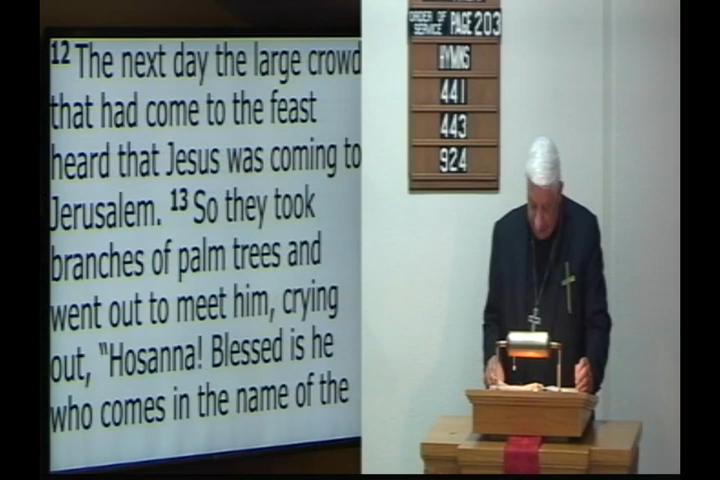 12 The next day the large crowd
that had come to the feast
heard that Jesus was coming to
Jerusalem. 13 So they took
branches of palm trees and
went out to meet him, crying
out, “Hosanna! Blessed is he
who comes in the name of the
ORDER OF
SERVICE PAGE 203
HYMNS
441
443
924